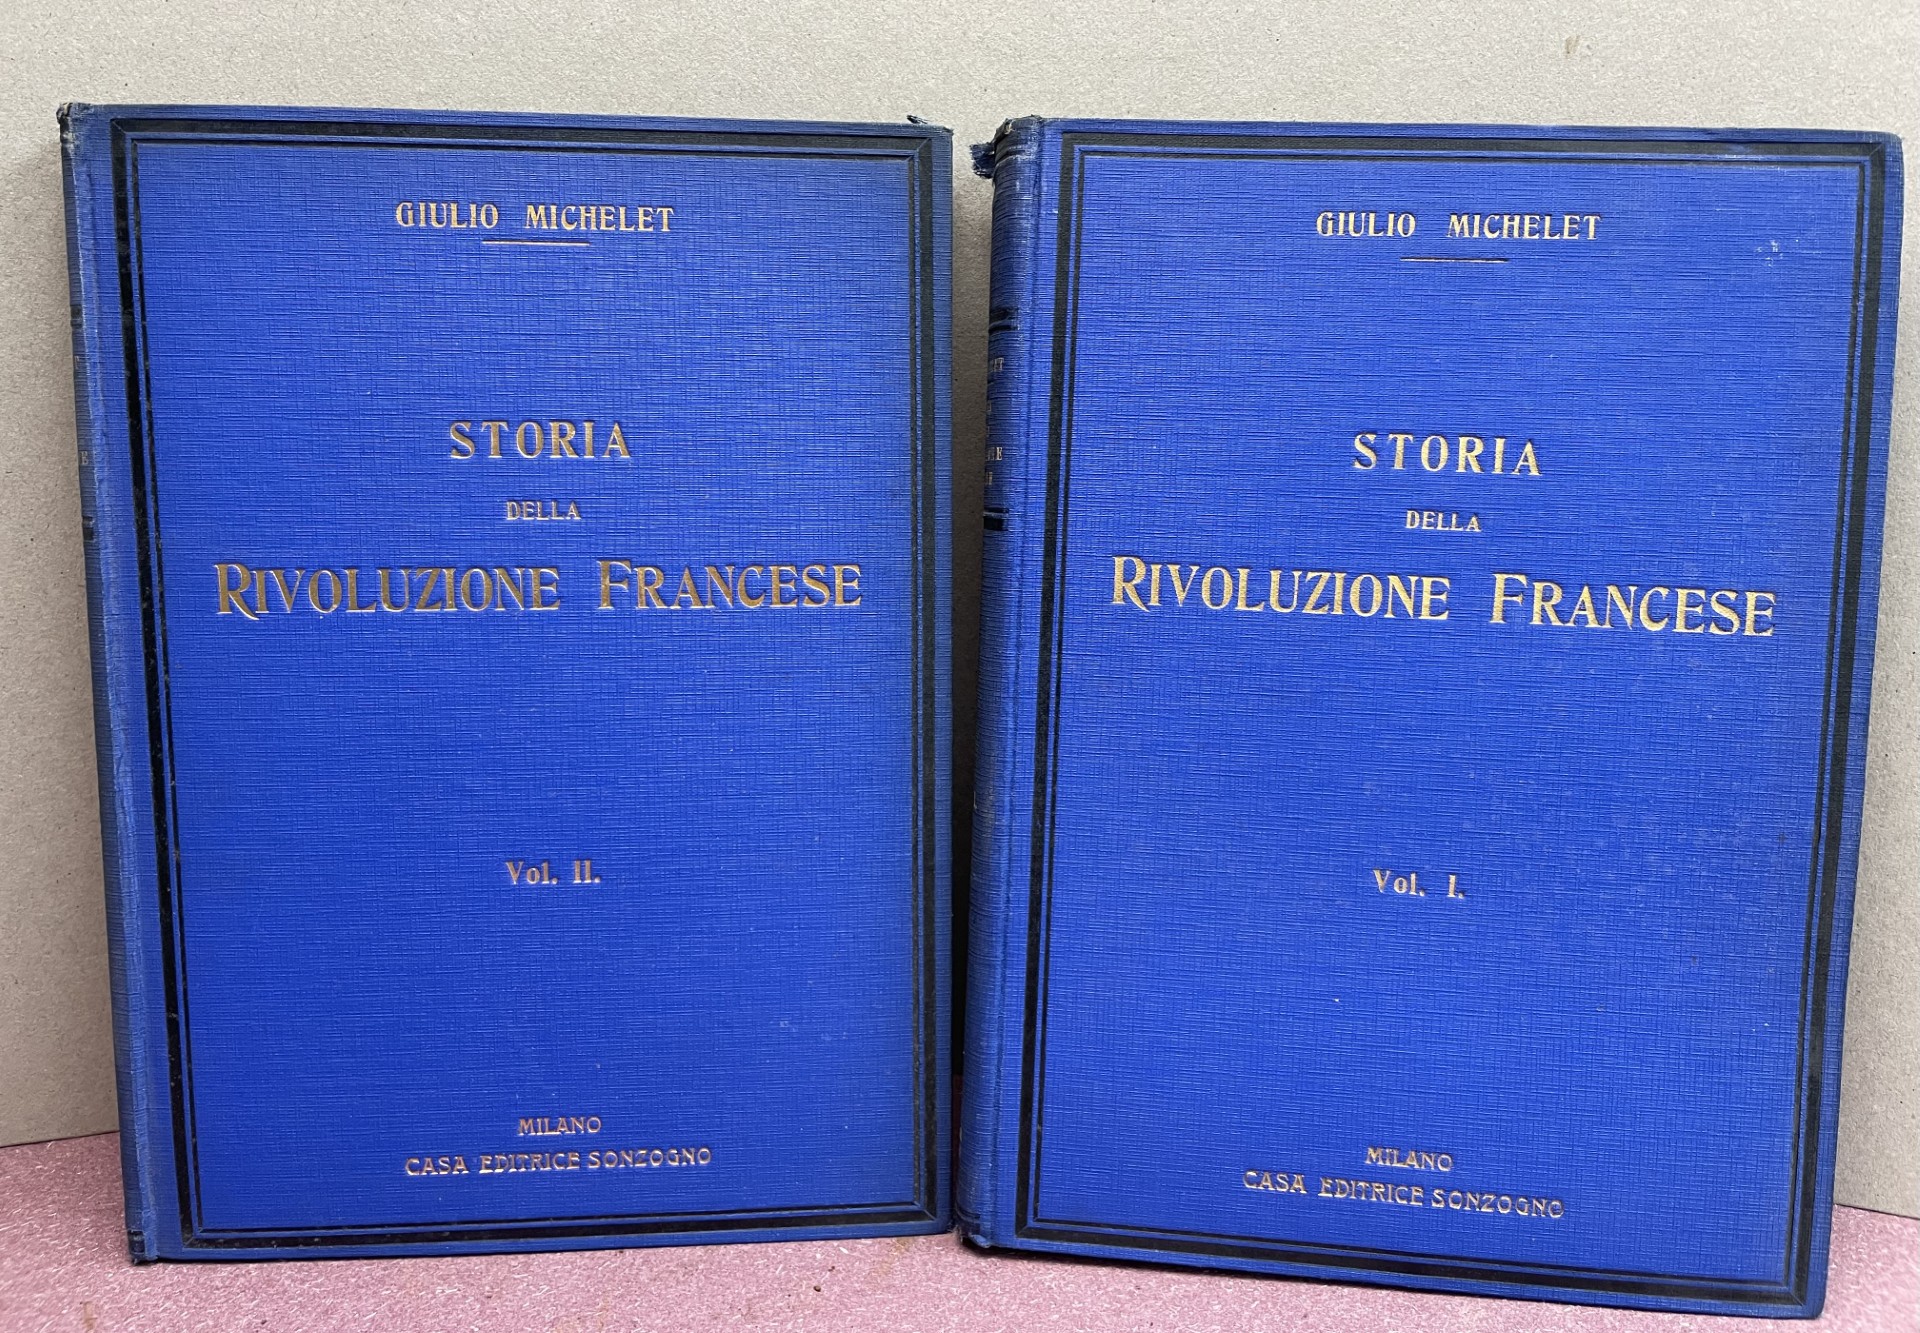 GIULIO MICHELET
STORIA
DELLA
RIVOLUZIONE FRANCESE
Vol. II.
MILANO
CASA EDITRICE SONZOGNO
GIULIO MICHELET
STORIA
DELLA
RIVOLUZIONE FRANCESE
Vol. I.
MILANO
CASA EDITRICE SONZOGNO